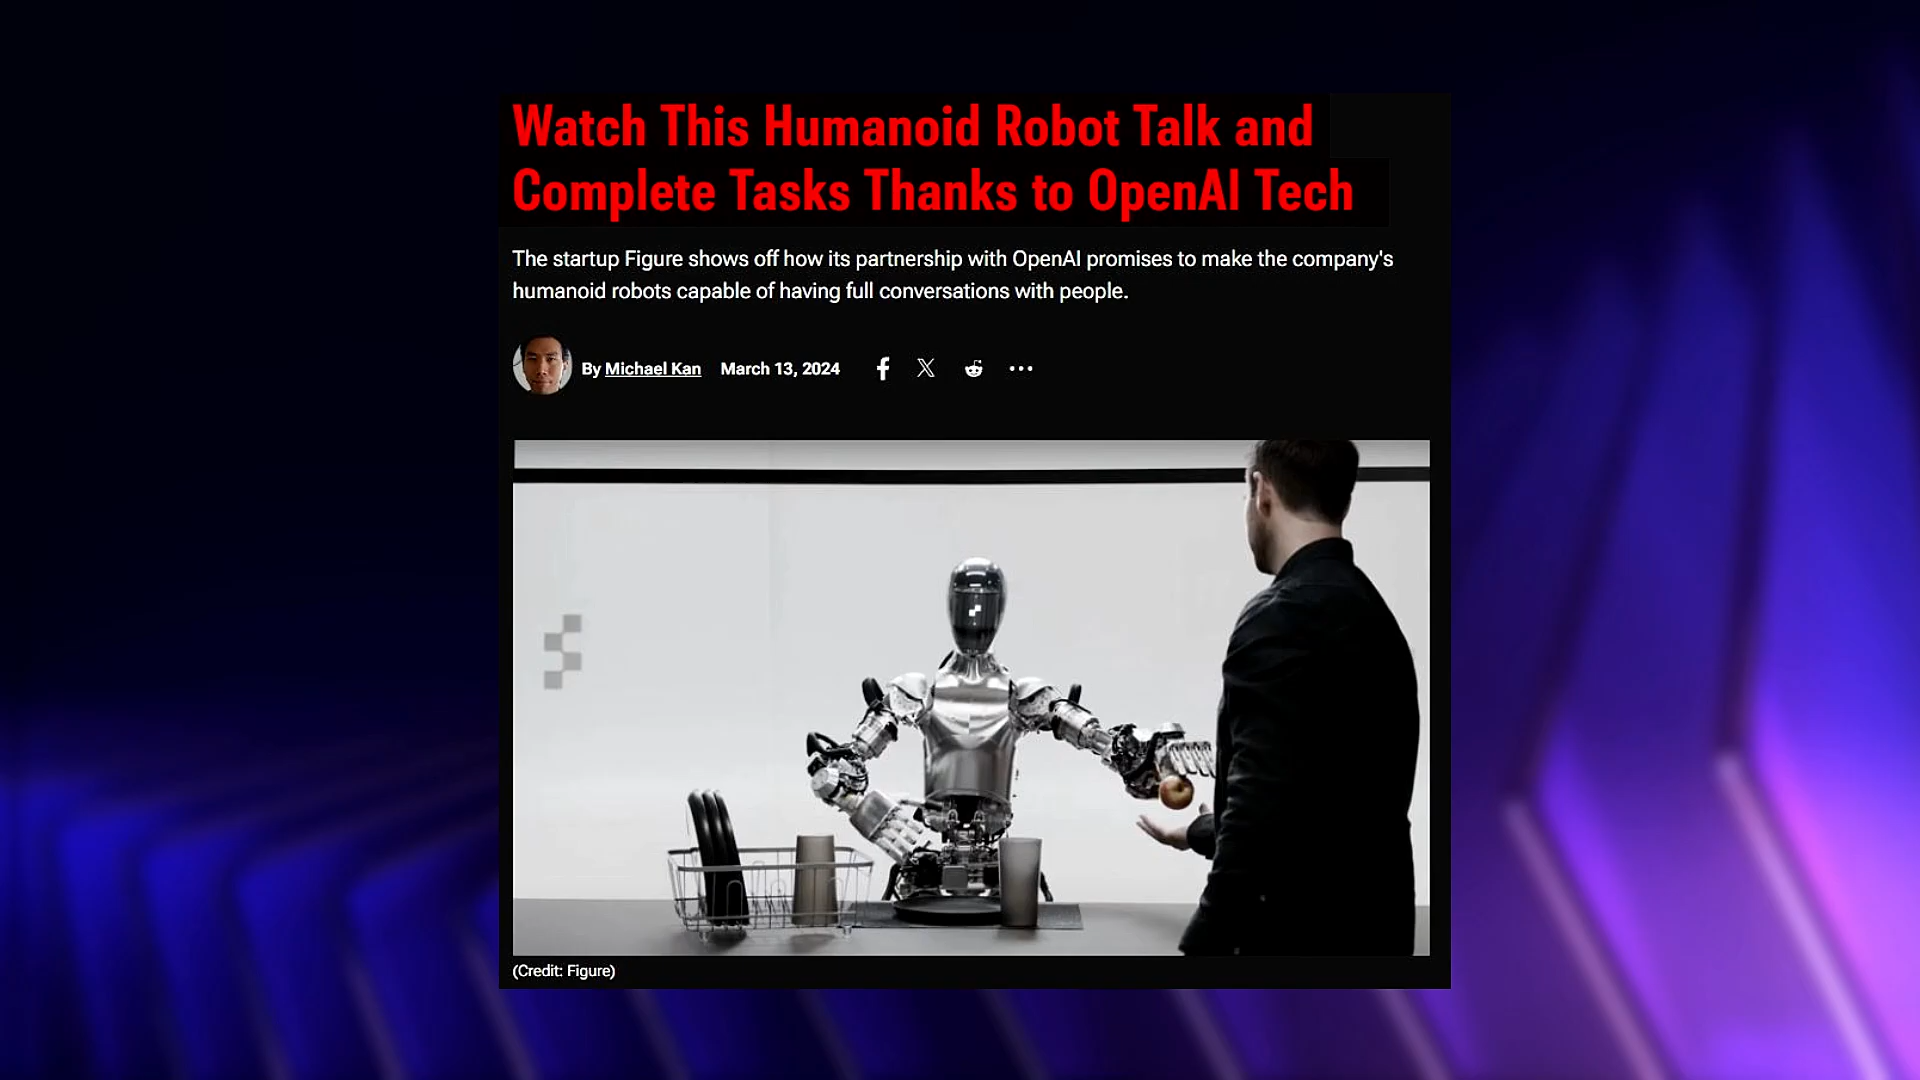 Watch This Humanoid Robot Talk and
Complete Tasks Thanks to OpenAI Tech
The startup Figure shows off how its partnership with OpenAI promises to make the company's
humanoid robots capable of having full conversations with people.
By Michael Kan March 13, 2024
(Credit: Figure)